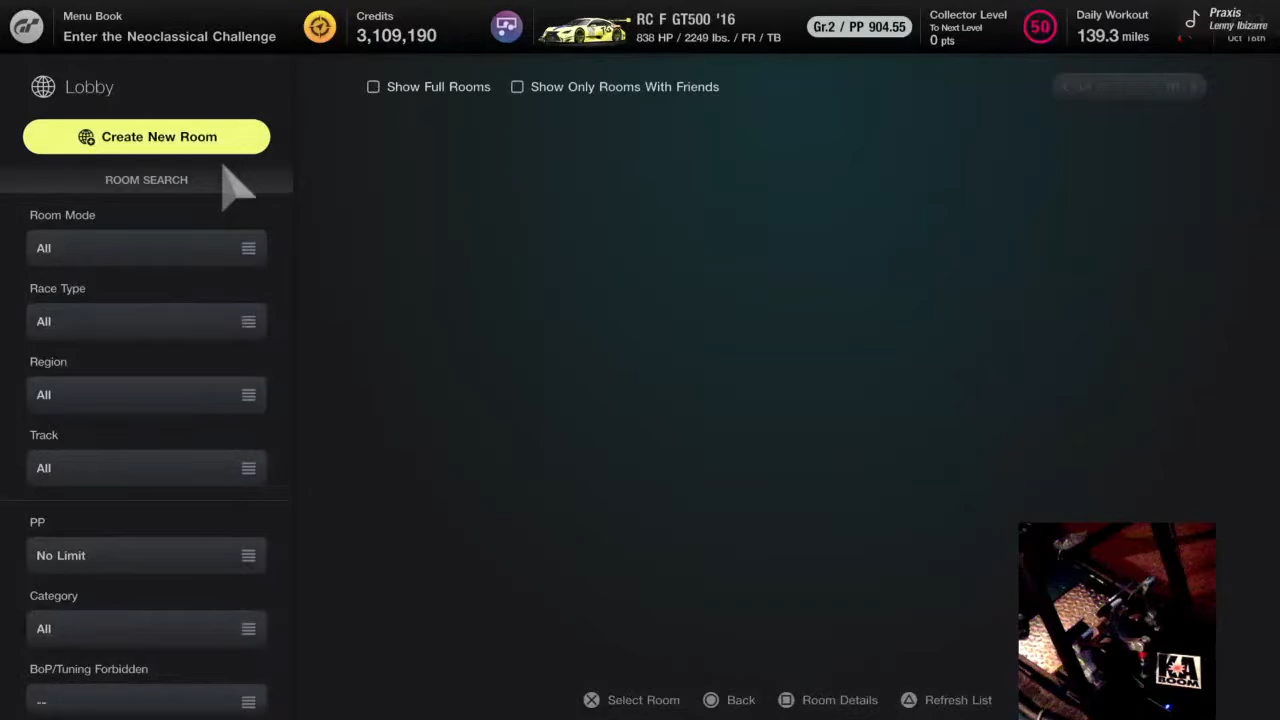 Menu Book
Enter the Neoclassical Challenge
Credits
3,109,190
RC F GT500 '16
838 HP / 2249 lbs. / FR / TB
Gr.2 / PP 904.55
Collector Level
To Next Level
0 pts
50
Daily Workout
139.3 miles
Praxis
Lenny Ibizarre
Oct 16th
Lobby
Show Full Rooms
Show Only Rooms With Friends
Create New Room
ROOM SEARCH
Room Mode
All
Race Type
All
Region
All
Track
All
PP
No Limit
Category
All
BoP/Tuning Forbidden
--
Select Room
Back
Room Details
Refresh List
ROOM